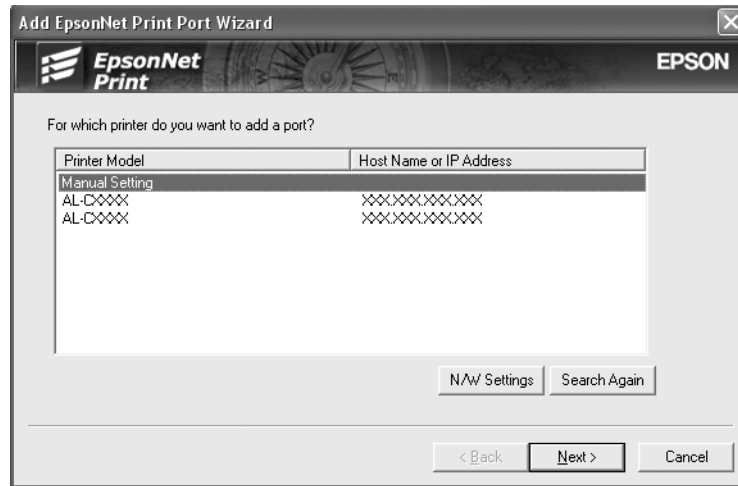 Add EpsonNet Print Port Wizard
EpsonNet
Print
EPSON
For which printer do you want to add a port?
Printer Model Host Name or IP Address
Manual Setting
AL-CXXXX XXX.XXX.XXX.XXX
AL-CXXXX XXX.XXX.XXX.XXX
N/W Settings Search Again
< Back Next > Cancel